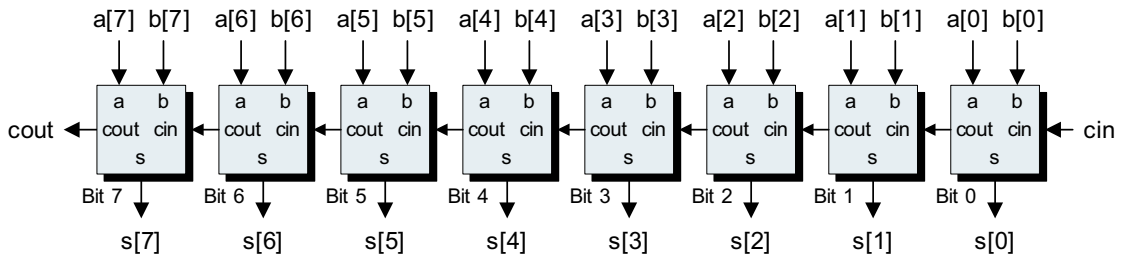 a[7] b[7] a[6] b[6] a[5] b[5] a[4] b[4] a[3] b[3] a[2] b[2] a[1] b[1] a[0] b[0]
a b a b a b a b a b a b a b a b
cout cout cin cout cin cout cin cout cin cout cin cout cin cout cin cout cin cin
s s s s s s s s
Bit 7 Bit 6 Bit 5 Bit 4 Bit 3 Bit 2 Bit 1 Bit 0
s[7] s[6] s[5] s[4] s[3] s[2] s[1] s[0]